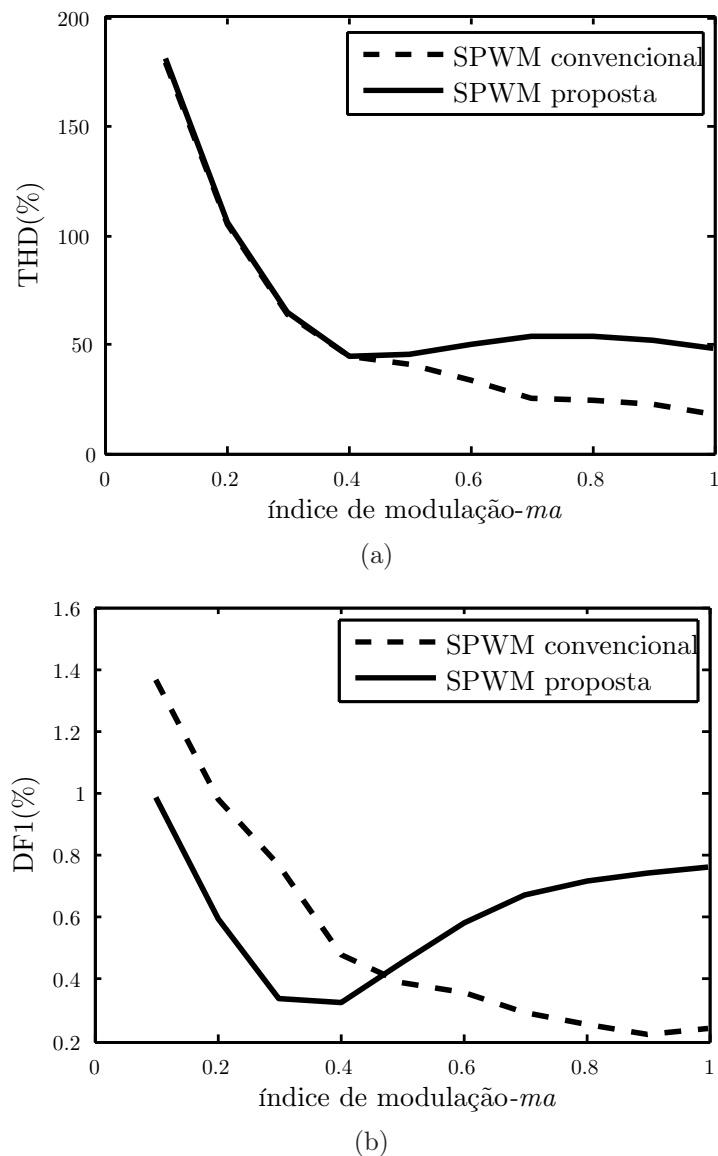 200
150
100
50
0
THD(%)
SPWM convencional
SPWM proposta
0 0.2 0.4 0.6 0.8 1
índice de modulação-ma
(a)
1.6
1.4
1.2
1
0.8
0.6
0.4
0.2
DF1(%)
SPWM convencional
SPWM proposta
0 0.2 0.4 0.6 0.8 1
índice de modulação-ma
(b)